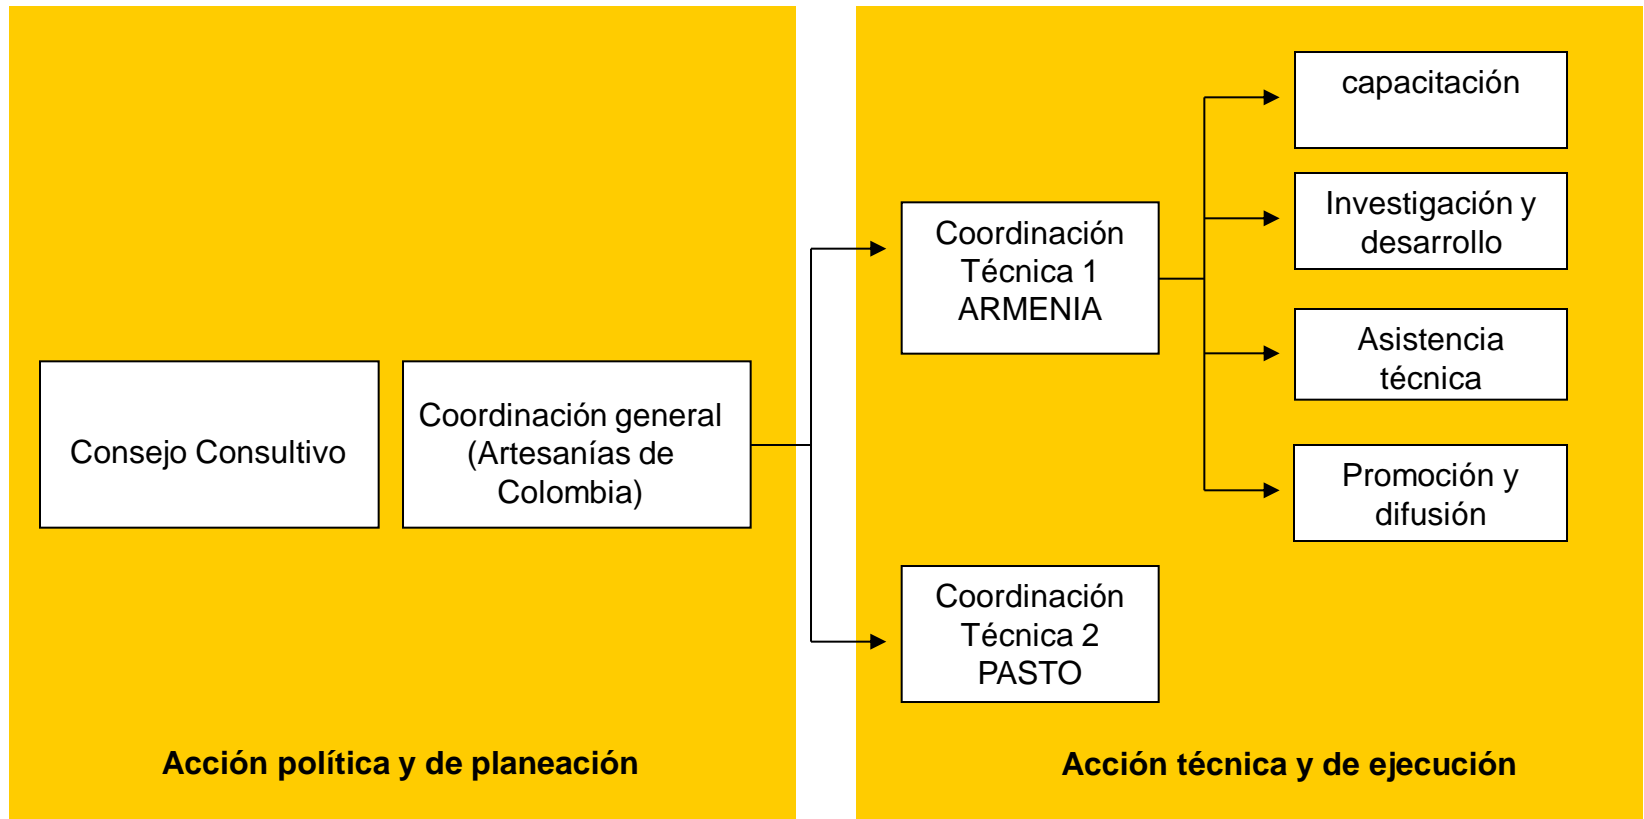 Consejo Consultivo
Coordinación general
(Artesanías de
Colombia)
Acción política y de planeación
Coordinación
Técnica 1
ARMENIA
Coordinación
Técnica 2
PASTO
capacitación
Investigación y
desarrollo
Asistencia
técnica
Promoción y
difusión
Acción técnica y de ejecución